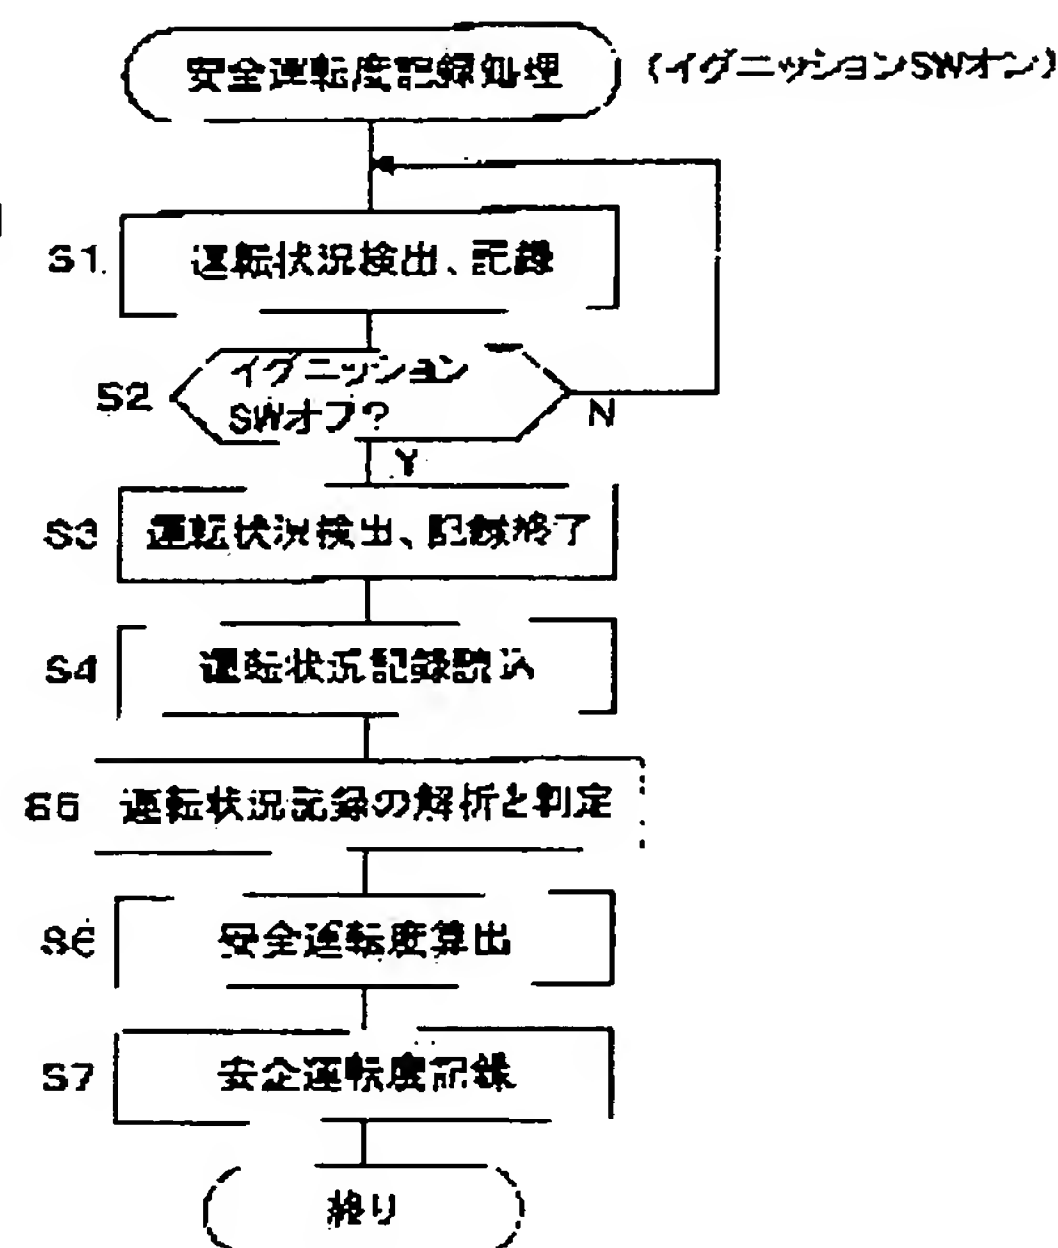 安全運転度記録処理 (イグニッションSWオン)
S1 運転状況検出、記録
S2 イグニッション
SWオフ?
N
Y
S3 運転状況検出、記録終了
S4 運転状況記録読込
S5 運転状況記録の解析と判定
S6 安全運転度算出
S7 安全運転度記録
終り